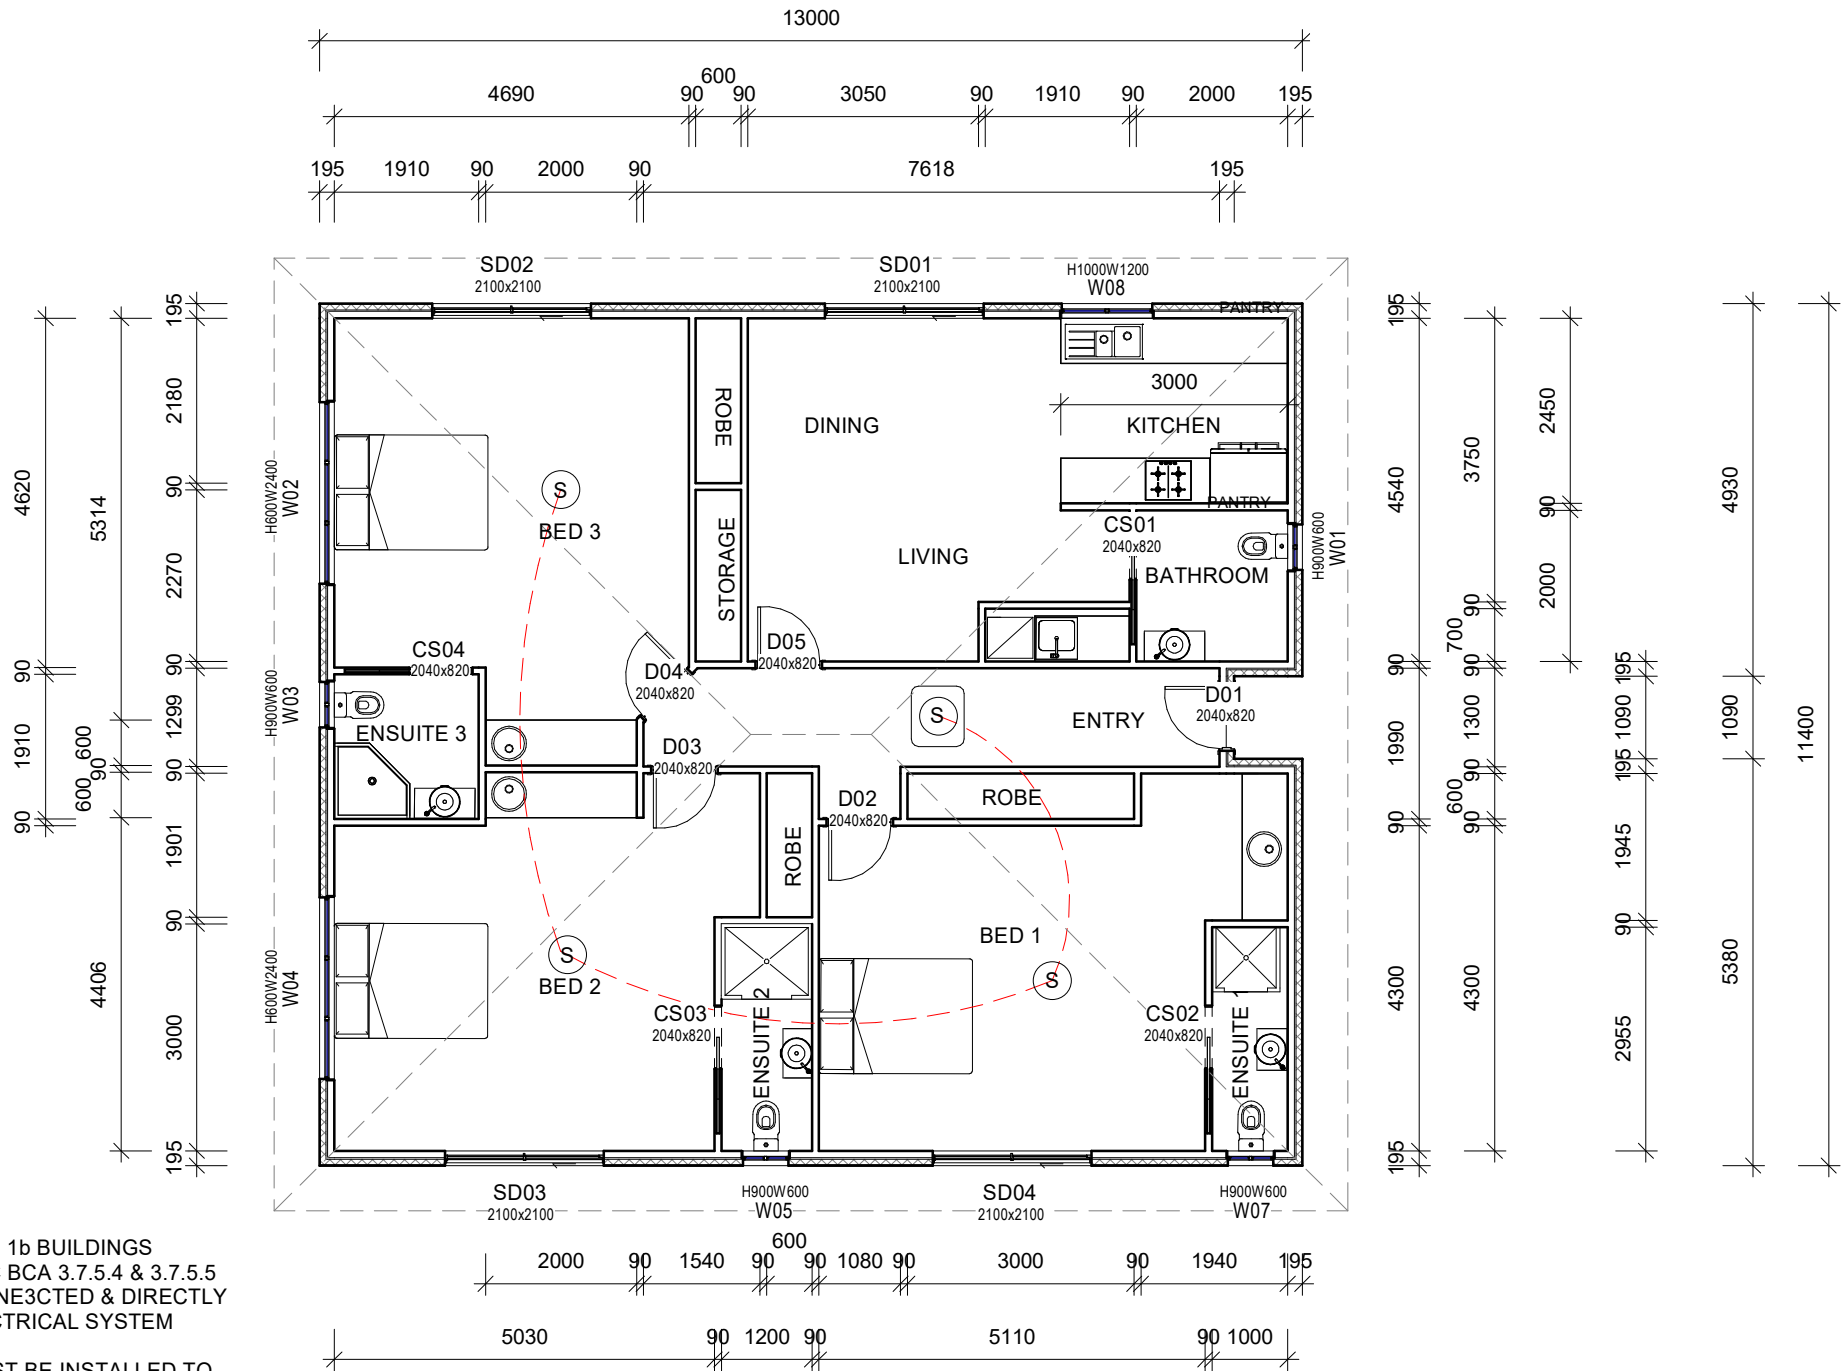 13000
600
4690 90 90 3050 90 1910 90 2000 195
195 1910 90 2000 90 7618 195
SD02
2100x2100
SD01
2100x2100
H1000W1200
W08
PANTRY
195
2180
90
2270
90
1299
90
1901
90
3000
195
5314
600
90
600
4406
4620
90
1910
90
H600W2400
W02
H900W600
W03
H600W2400
W04
ROBE
STORAGE
DINING
3000
KITCHEN
PANTRY
S
BED 3
LIVING
CS01
2040x820
BATHROOM
H900W600
W01
CS04
2040x820
D04
2040x820
D05
2040x820
D01
2040x820
ENSUITE 3
S
ENTRY
D03
2040x820
D02
2040x820
ROBE
ROBE
BED 1
S
BED 2
S
CS03
2040x820
ENSUITE 2
CS02
2040x820
ENSUITE 1
195
4540
90
1990
90
4300
195
3750
90
700
90
1300
90
600
90
4300
2450
90
2000
195
1090
195
1945
90
2955
4930
1090
5380
11400
SD03
2100x2100
H900W600
W05
SD04
2100x2100
H900W600
W07
600
2000 90 1540 90 90 1080 90 3000 90 1940 195
5030 90 1200 90 5110 90 1000
1b BUILDINGS
BCA 3.7.5.4 & 3.7.5.5
NE3CTED & DIRECTLY
CTRICAL SYSTEM
ST BE INSTALLED TO